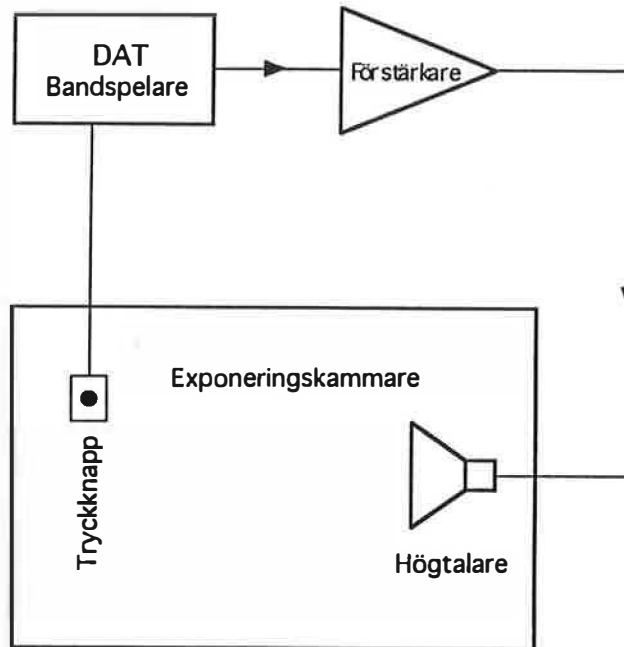 DAT
Bandspelare
Förstärkare
Exponeringskammare
Tryckknapp
Högtalare